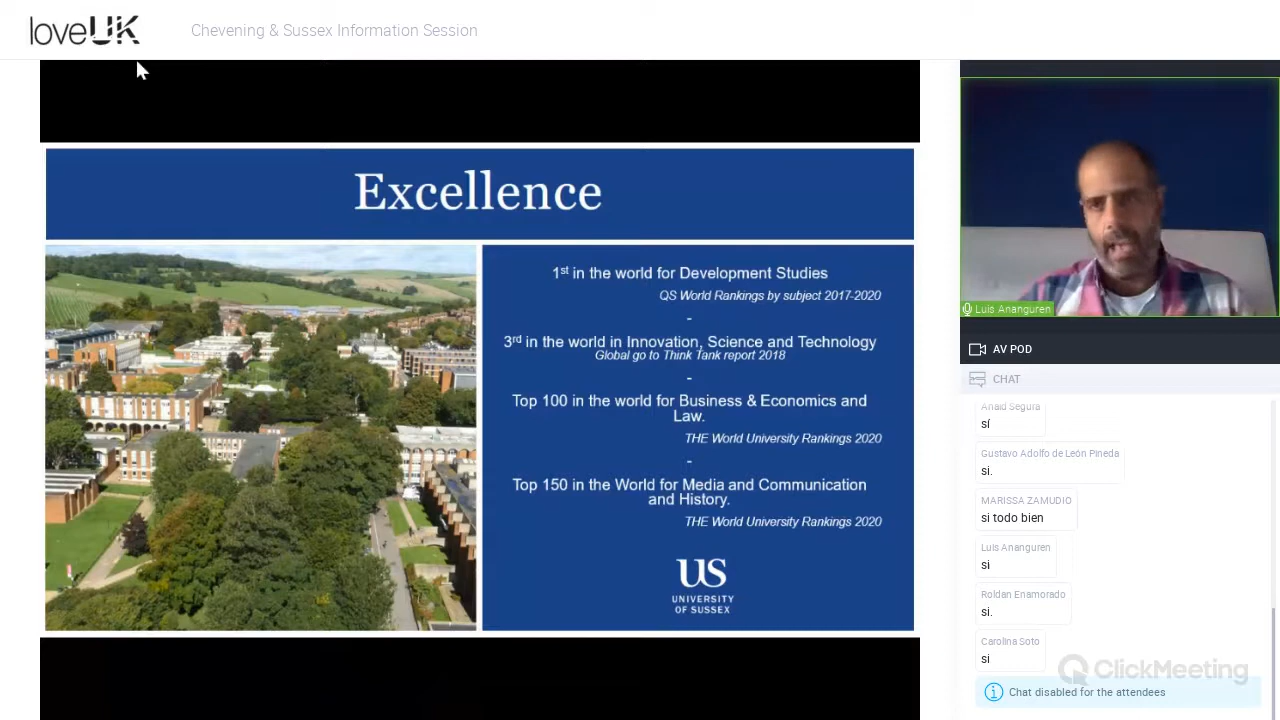 loveUK
Chevening & Sussex Information Session
Excellence
1st in the world for Development Studies
QS World Rankings by subject 2017-2020
-
3rd in the world in Innovation, Science and Technology
Global go to Think Tank report 2018
-
Top 100 in the world for Business & Economics and
Law.
THE World University Rankings 2020
-
Top 150 in the World for Media and Communication
and History.
THE World University Rankings 2020
US
UNIVERSITY
OF SUSSEX
Luis Ananguren
AV POD
CHAT
Anaid Segura
sí
Gustavo Adolfo de León Pineda
si.
MARISSA ZAMUDIO
si todo bien
Luis Ananguren
si
Roldan Enamorado
si.
Carolina Soto
si
ClickMeeting
Chat disabled for the attendees